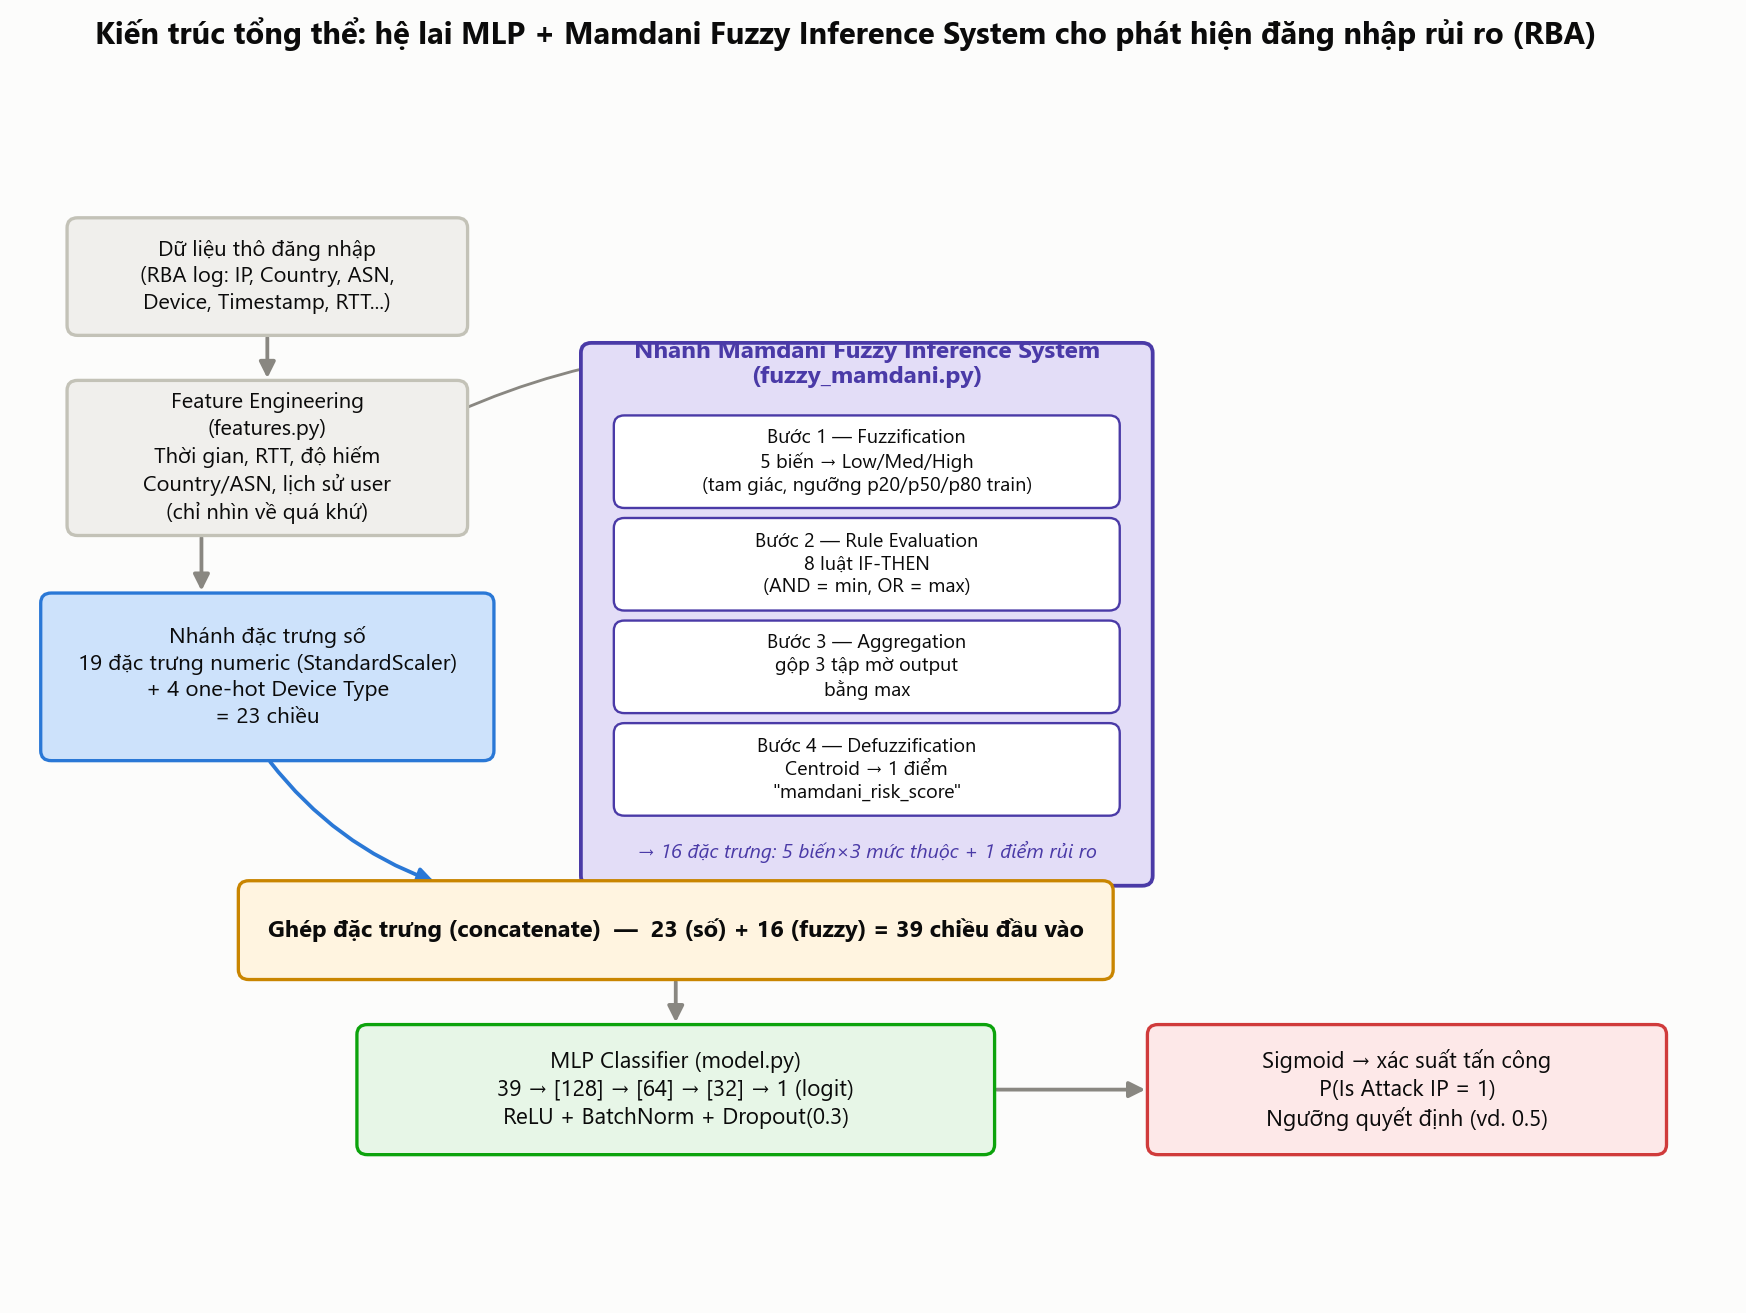 Kiến trúc tổng thể: hệ lai MLP + Mamdani Fuzzy Inference System cho phát hiện đăng nhập rủi ro (RBA)
Dữ liệu thô đăng nhập
(RBA log: IP, Country, ASN,
Device, Timestamp, RTT...)
Feature Engineering
(features.py)
Thời gian, RTT, độ hiếm
Country/ASN, lịch sử user
(chỉ nhìn về quá khứ)
Nhánh đặc trưng số
19 đặc trưng numeric (StandardScaler)
+ 4 one-hot Device Type
= 23 chiều
Nhánh Mamdani Fuzzy Inference System
(fuzzy_mamdani.py)
Bước 1 — Fuzzification
5 biến → Low/Med/High
(tam giác, ngưỡng p20/p50/p80 train)
Bước 2 — Rule Evaluation
8 luật IF-THEN
(AND = min, OR = max)
Bước 3 — Aggregation
gộp 3 tập mờ output
bằng max
Bước 4 — Defuzzification
Centroid → 1 điểm
"mamdani_risk_score"
→ 16 đặc trưng: 5 biến×3 mức thuộc + 1 điểm rủi ro
Ghép đặc trưng (concatenate) — 23 (số) + 16 (fuzzy) = 39 chiều đầu vào
MLP Classifier (model.py)
39 → [128] → [64] → [32] → 1 (logit)
ReLU + BatchNorm + Dropout(0.3)
Sigmoid → xác suất tấn công
P(Is Attack IP = 1)
Ngưỡng quyết định (vd. 0.5)